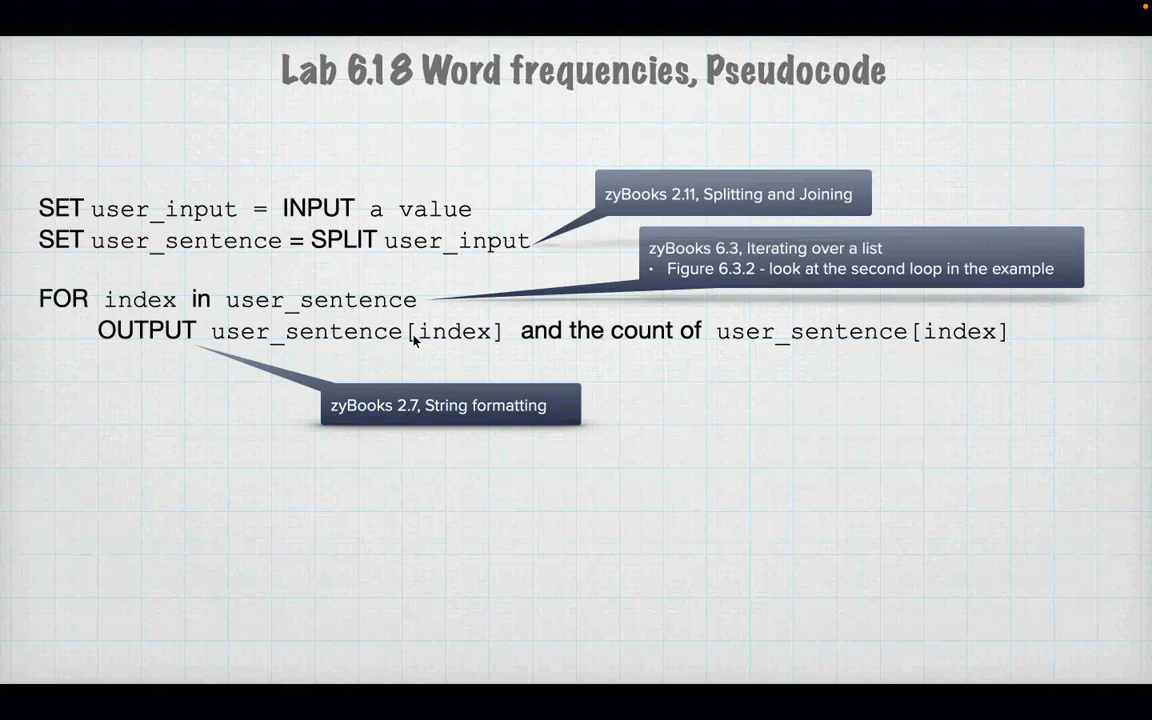 Lab 6.18 Word frequencies, Pseudocode
SET user_input = INPUT a value
SET user_sentence = SPLIT user_input
zyBooks 2.11, Splitting and Joining
zyBooks 6.3, Iterating over a list
• Figure 6.3.2 - look at the second loop in the example
FOR index in user_sentence
OUTPUT user_sentence[index] and the count of user_sentence[index]
zyBooks 2.7, String formatting